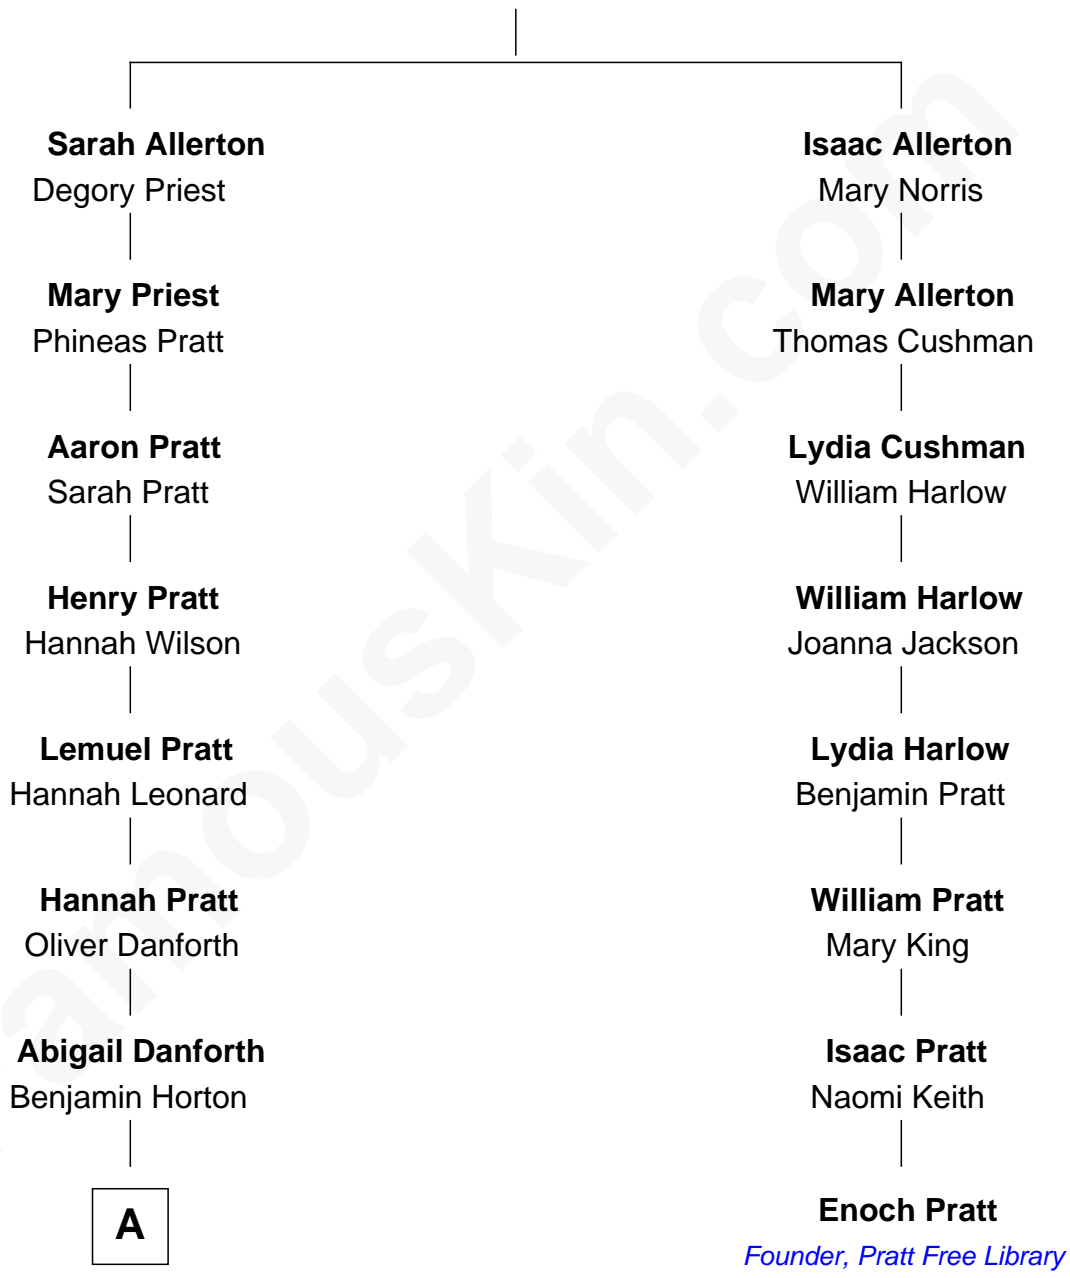 Sarah Allerton
Degory Priest
Mary Priest
Phineas Pratt
Aaron Pratt
Sarah Pratt
Henry Pratt
Hannah Wilson
Lemuel Pratt
Hannah Leonard
Hannah Pratt
Oliver Danforth
Abigail Danforth
Benjamin Horton
A
Isaac Allerton
Mary Norris
Mary Allerton
Thomas Cushman
Lydia Cushman
William Harlow
William Harlow
Joanna Jackson
Lydia Harlow
Benjamin Pratt
William Pratt
Mary King
Isaac Pratt
Naomi Keith
Enoch Pratt
Founder, Pratt Free Library
amouskin.com